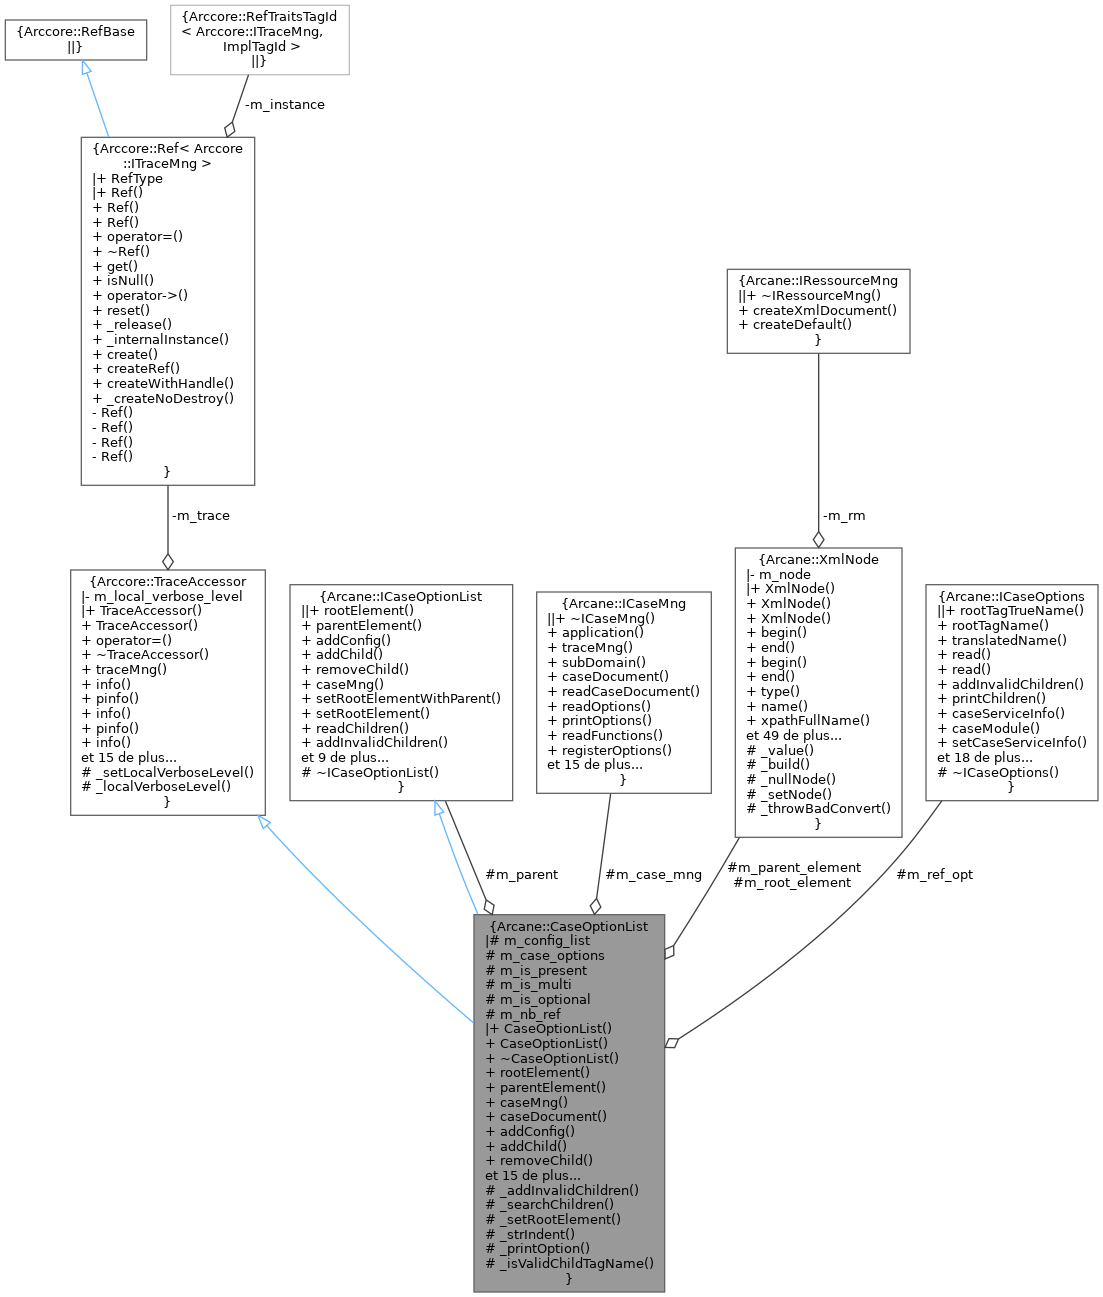 {Arccore::RefBase
||}
{Arccore::RefTraitsTagId
< Arccore::ITraceMng,
ImplTagId >
||}
-m_instance
{Arccore::Ref< Arccore
::ITraceMng >
|+ RefType
|+ Ref()
+ Ref()
+ Ref()
+ operator=()
+ ~Ref()
+ get()
+ isNull()
+ operator->()
+ reset()
+ _release()
+ _internalInstance()
+ create()
+ createRef()
+ createWithHandle()
+ _createNoDestroy()
- Ref()
- Ref()
- Ref()
- Ref()
}
{Arcane::IRessourceMng
||+ ~IRessourceMng()
+ createXmlDocument()
+ createDefault()
}
-m_trace
-m_rm
{Arccore::TraceAccessor
|- m_local_verbose_level
|+ TraceAccessor()
+ TraceAccessor()
+ operator=()
+ ~TraceAccessor()
+ traceMng()
+ info()
+ pinfo()
+ info()
+ pinfo()
+ info()
et 15 de plus...
# _setLocalVerboseLevel()
# _localVerboseLevel()
}
{Arcane::ICaseOptionList
||+ rootElement()
+ parentElement()
+ addConfig()
+ addChild()
+ removeChild()
+ caseMng()
+ setRootElementWithParent()
+ setRootElement()
+ readChildren()
+ addInvalidChildren()
et 9 de plus...
# ~ICaseOptionList()
}
{Arcane::ICaseMng
||+ ~ICaseMng()
+ application()
+ traceMng()
+ subDomain()
+ caseDocument()
+ readCaseDocument()
+ readOptions()
+ printOptions()
+ readFunctions()
+ registerOptions()
et 15 de plus...
}
{Arcane::XmlNode
|- m_node
|+ XmlNode()
+ XmlNode()
+ XmlNode()
+ begin()
+ end()
+ begin()
+ end()
+ type()
+ name()
+ xpathFullName()
et 49 de plus...
# _value()
# _build()
# _nullNode()
# _setNode()
# _throwBadConvert()
}
{Arcane::ICaseOptions
||+ rootTagTrueName()
+ rootTagName()
+ translatedName()
+ read()
+ read()
+ addInvalidChildren()
+ printChildren()
+ caseServiceInfo()
+ caseModule()
+ setCaseServiceInfo()
et 18 de plus...
# ~ICaseOptions()
}
#m_parent
#m_case_mng
#m_parent_element
#m_root_element
#m_ref_opt
{Arcane::CaseOptionList
|# m_config_list
# m_case_options
# m_is_present
# m_is_multi
# m_is_optional
# m_nb_ref
|+ CaseOptionList()
+ CaseOptionList()
+ ~CaseOptionList()
+ rootElement()
+ parentElement()
+ caseMng()
+ caseDocument()
+ addConfig()
+ addChild()
+ removeChild()
et 15 de plus...
# _addInvalidChildren()
# _searchChildren()
# _setRootElement()
# _strIndent()
# _printOption()
# _isValidChildTagName()
}